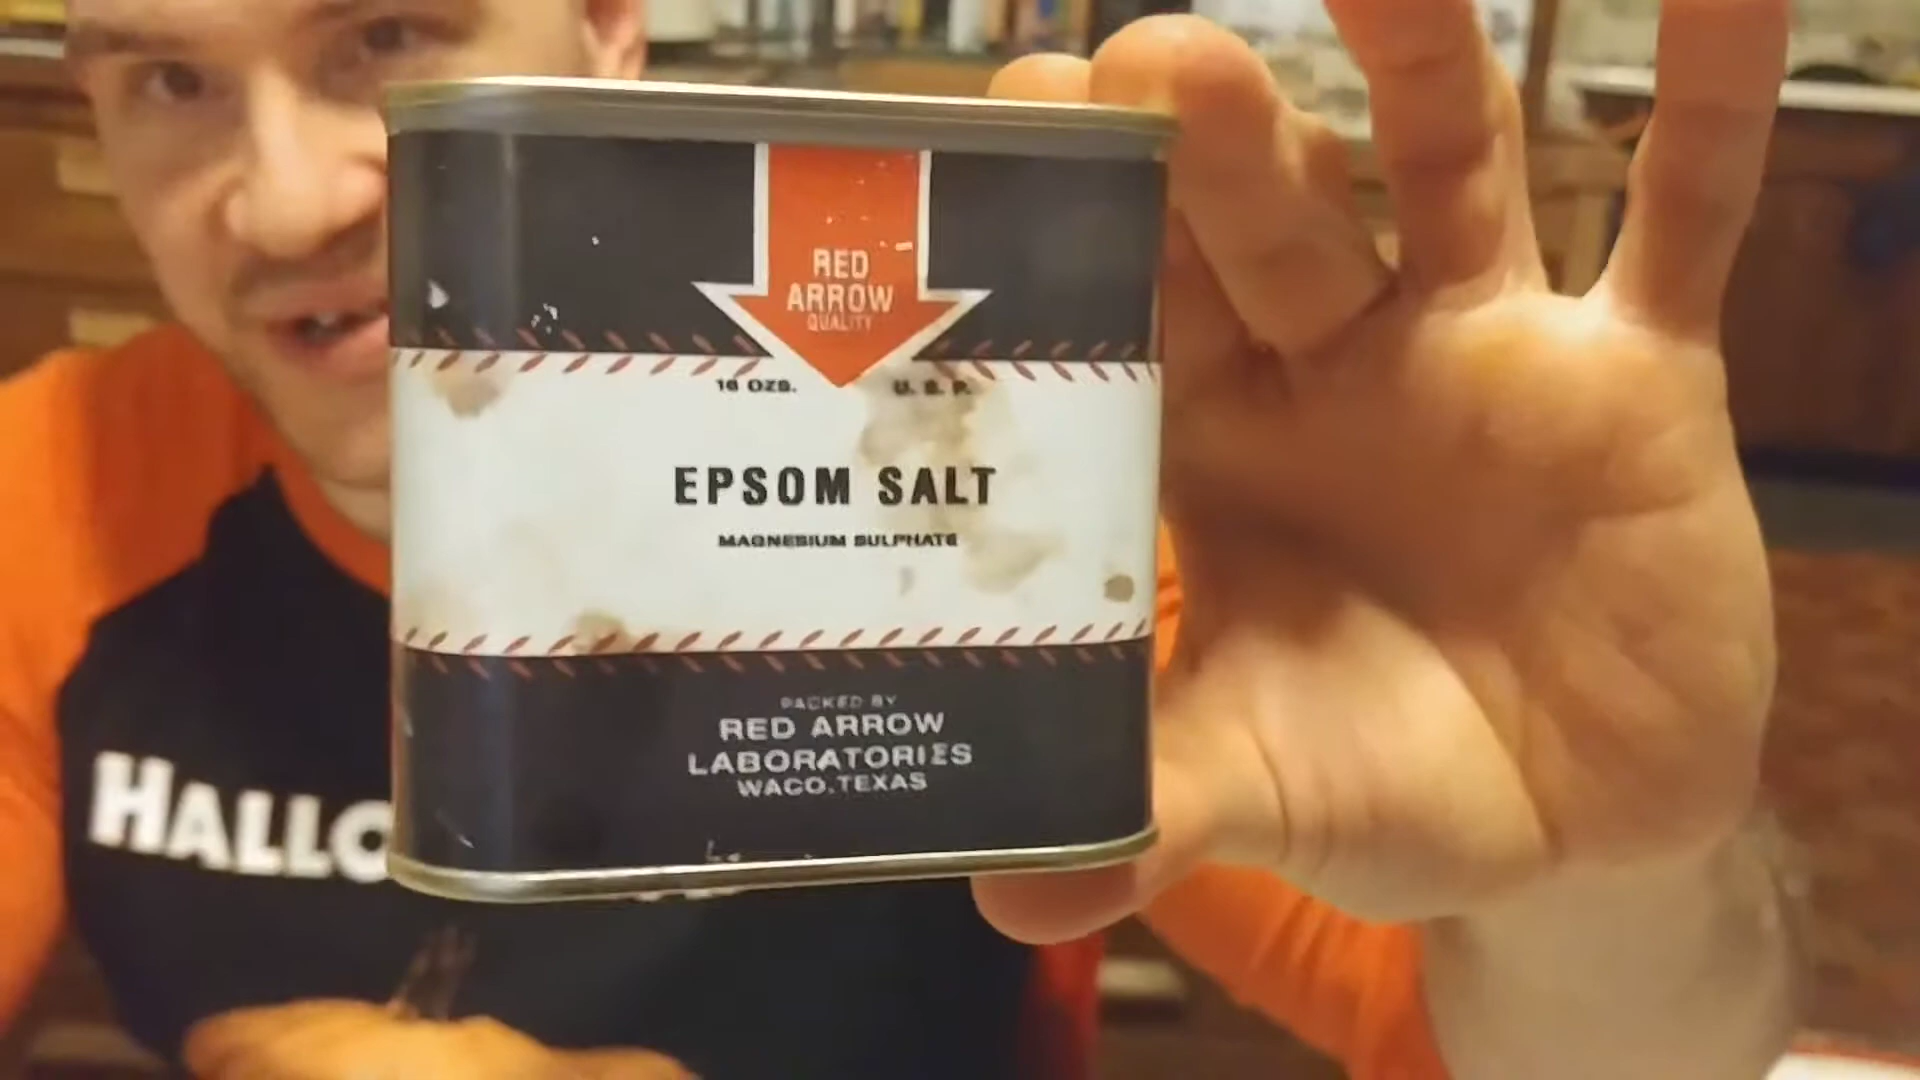 RED
ARROW
QUALITY
16 OZS. U. S. P.
EPSOM SALT
MAGNESIUM SULPHATE
PACKED BY
RED ARROW
LABORATORIES
WACO, TEXAS
HALLO